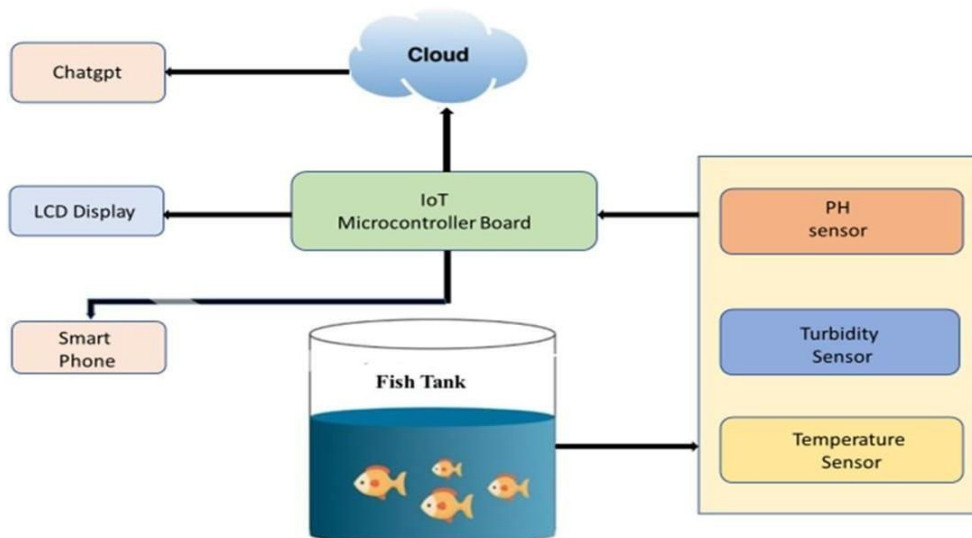 Cloud
Chatgpt
IoT
Microcontroller Board
LCD Display
PH
sensor
Smart
Phone
Fish Tank
Turbidity
Sensor
Temperature
Sensor